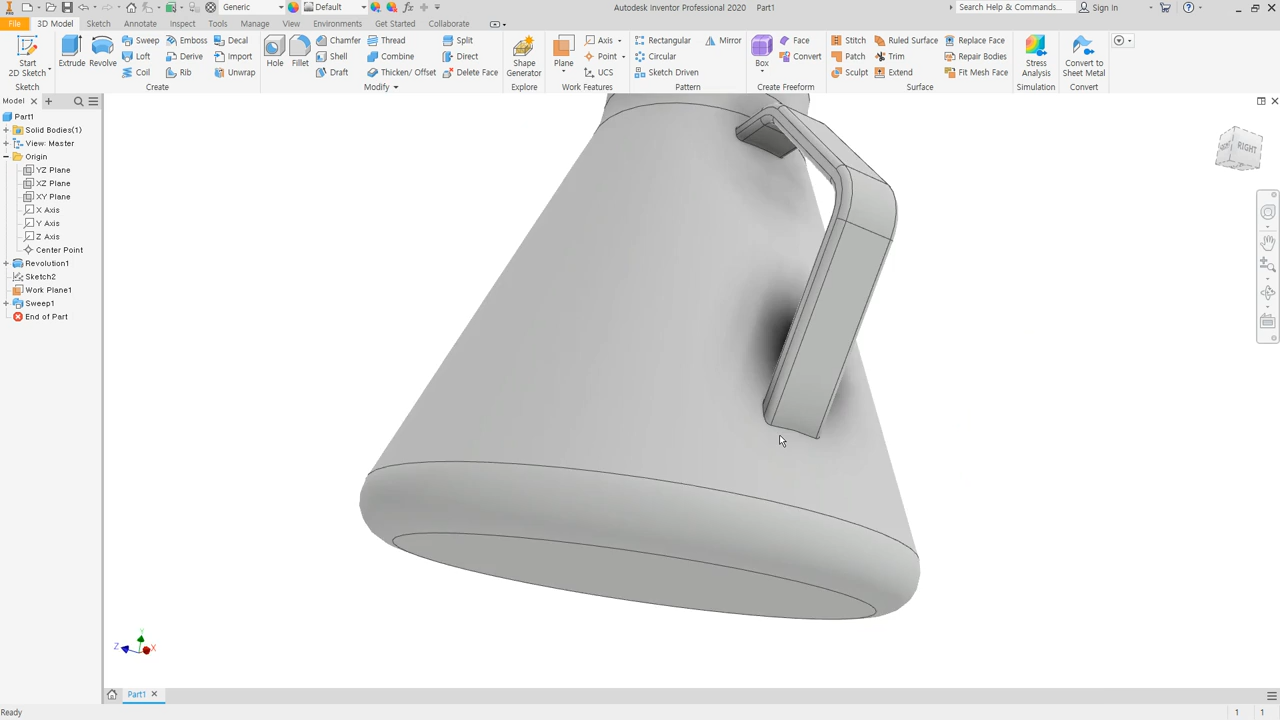 Generic
Default
Autodesk Inventor Professional 2020 Part1
Search Help & Commands...
Sign In
File
3D Model
Sketch
Annotate
Inspect
Tools
Manage
View
Environments
Get Started
Collaborate
Start
2D Sketch
Sketch
Extrude
Revolve
Sweep
Emboss
Decal
Loft
Derive
Import
Coil
Rib
Unwrap
Create
Hole
Fillet
Chamfer
Thread
Split
Shell
Combine
Direct
Draft
Thicken/ Offset
Delete Face
Modify
Shape
Generator
Explore
Plane
Axis
Point
UCS
Work Features
Rectangular
Mirror
Circular
Sketch Driven
Pattern
Box
Face
Convert
Create Freeform
Stitch
Ruled Surface
Replace Face
Patch
Trim
Repair Bodies
Sculpt
Extend
Fit Mesh Face
Surface
Stress
Analysis
Simulation
Convert to
Sheet Metal
Convert
Model
Part1
Solid Bodies(1)
View: Master
Origin
YZ Plane
XZ Plane
XY Plane
X Axis
Y Axis
Z Axis
Center Point
Revolution1
Sketch2
Work Plane1
Sweep1
End of Part
RIGHT
Y
Z
X
Part1
Ready
1
1